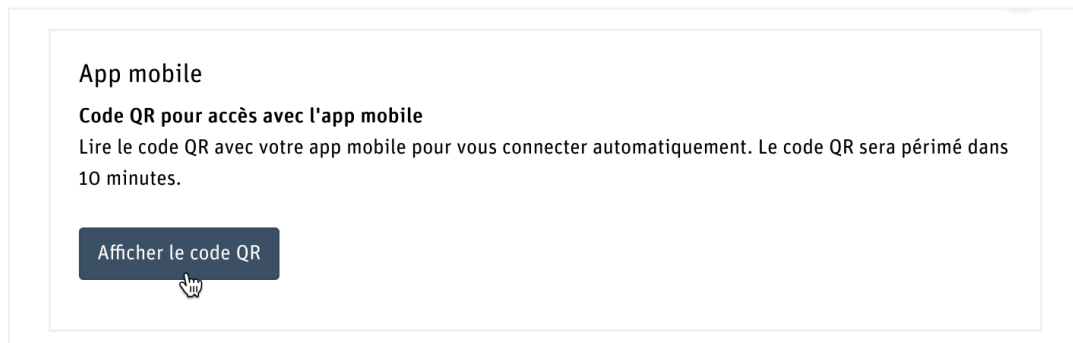 App mobile
Code QR pour accès avec l'app mobile
Lire le code QR avec votre app mobile pour vous connecter automatiquement. Le code QR sera périmé dans
10 minutes.
Afficher le code QR